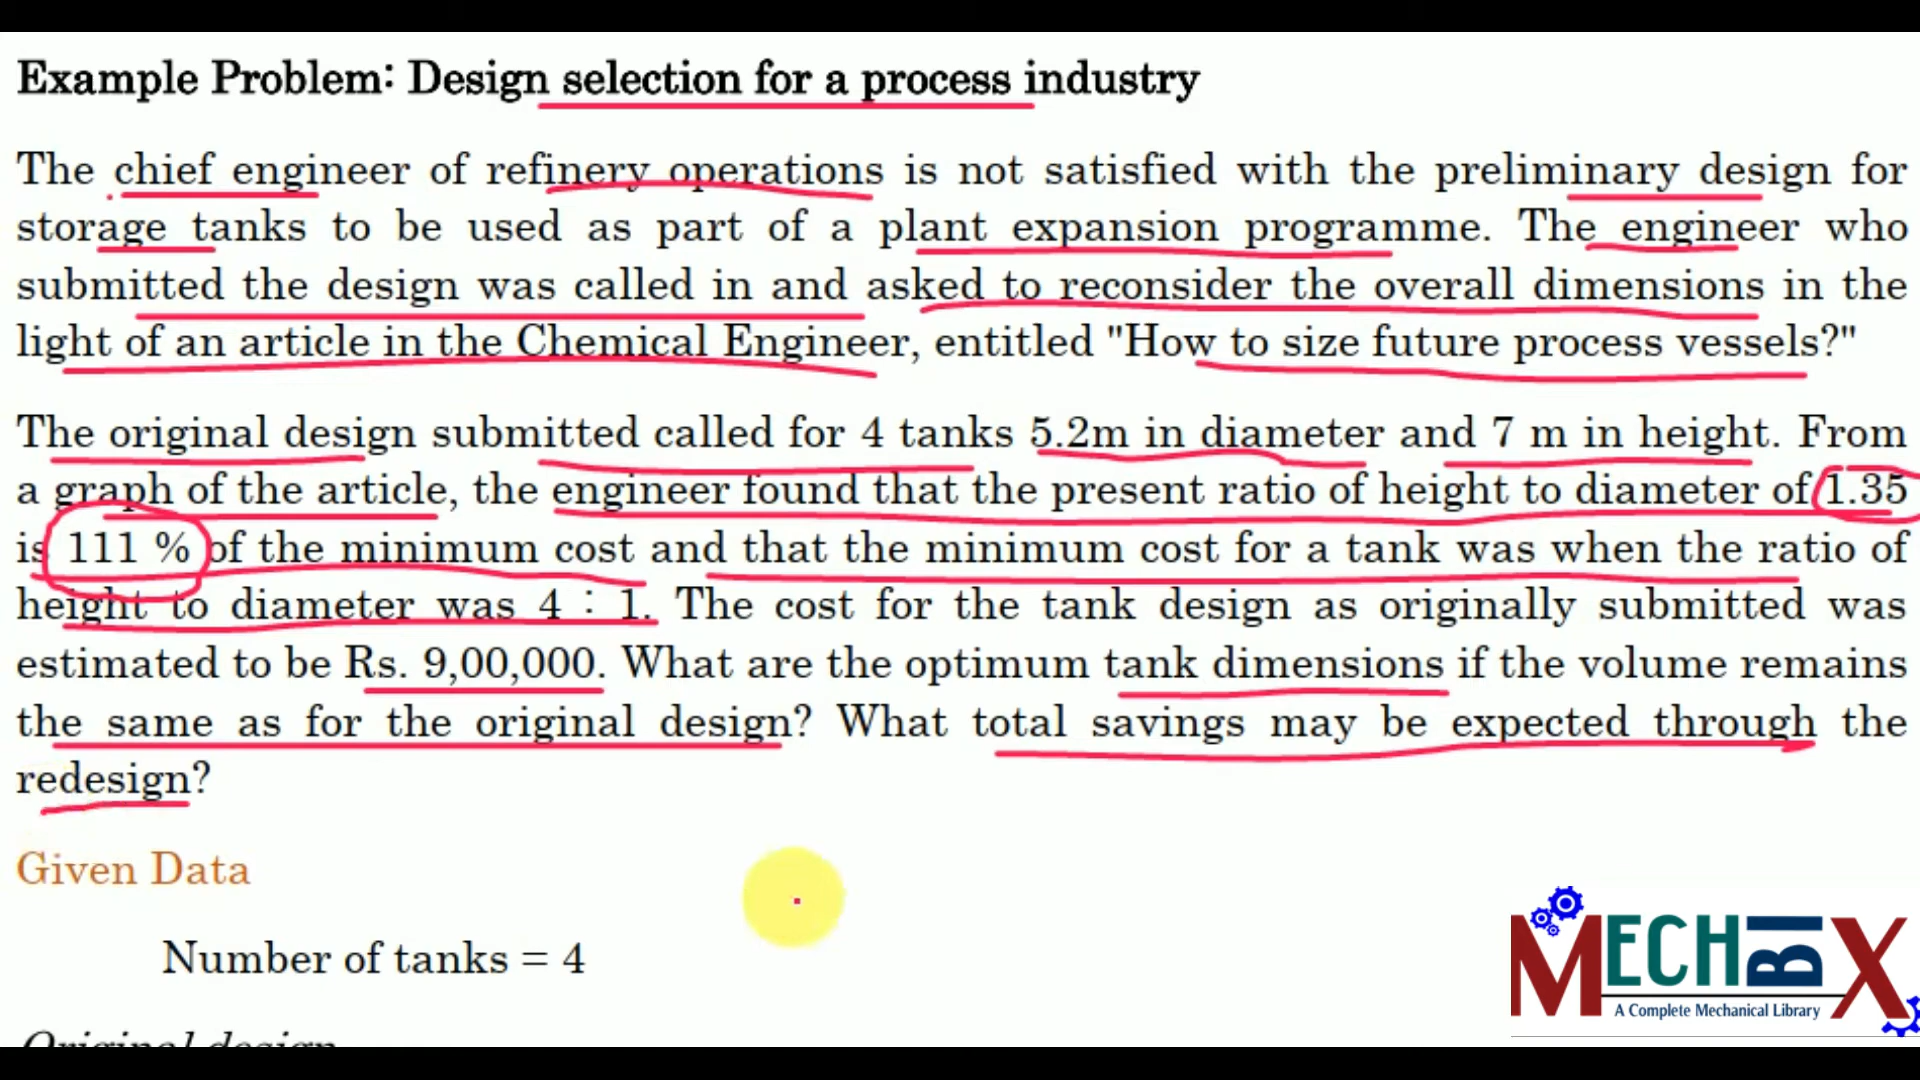 Example Problem: Design selection for a process industry
The chief engineer of refinery operations is not satisfied with the preliminary design for
storage tanks to be used as part of a plant expansion programme. The engineer who
submitted the design was called in and asked to reconsider the overall dimensions in the
light of an article in the Chemical Engineer, entitled "How to size future process vessels?"
The original design submitted called for 4 tanks 5.2m in diameter and 7 m in height. From
a graph of the article, the engineer found that the present ratio of height to diameter of 1.35
is 111 % of the minimum cost and that the minimum cost for a tank was when the ratio of
height to diameter was 4 : 1. The cost for the tank design as originally submitted was
estimated to be Rs. 9,00,000. What are the optimum tank dimensions if the volume remains
the same as for the original design? What total savings may be expected through the
redesign?
Given Data
Number of tanks = 4
Original design
MECHBIX
A Complete Mechanical Library